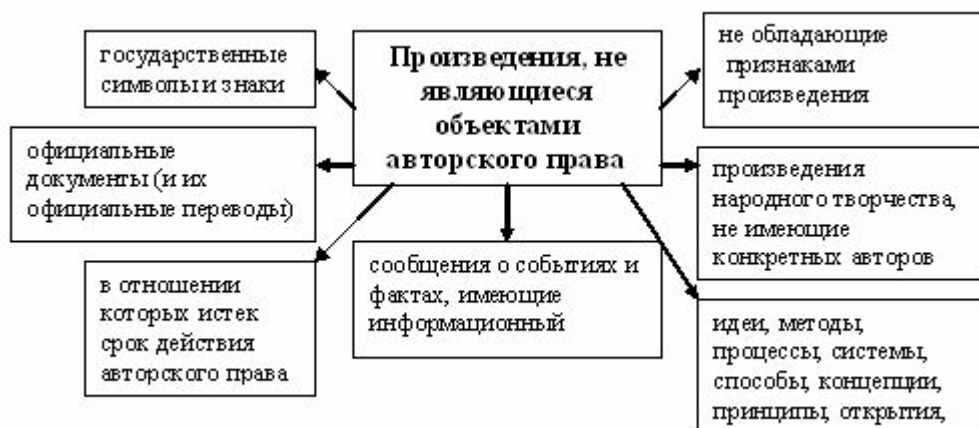 Произведения, не
являющиеся
объектами
авторского права
государственные
символы и знаки
официальные
документы (и их
официальные переводы)
в отношении
которых истек
срок действия
авторского права
сообщения о событиях и
фактах, имеющие
информационный
не обладающие
признаками
произведения
произведения
народного творчества,
не имеющие
конкретных авторов
идеи, методы,
процессы, системы,
способы, концепции,
принципы, открытия,